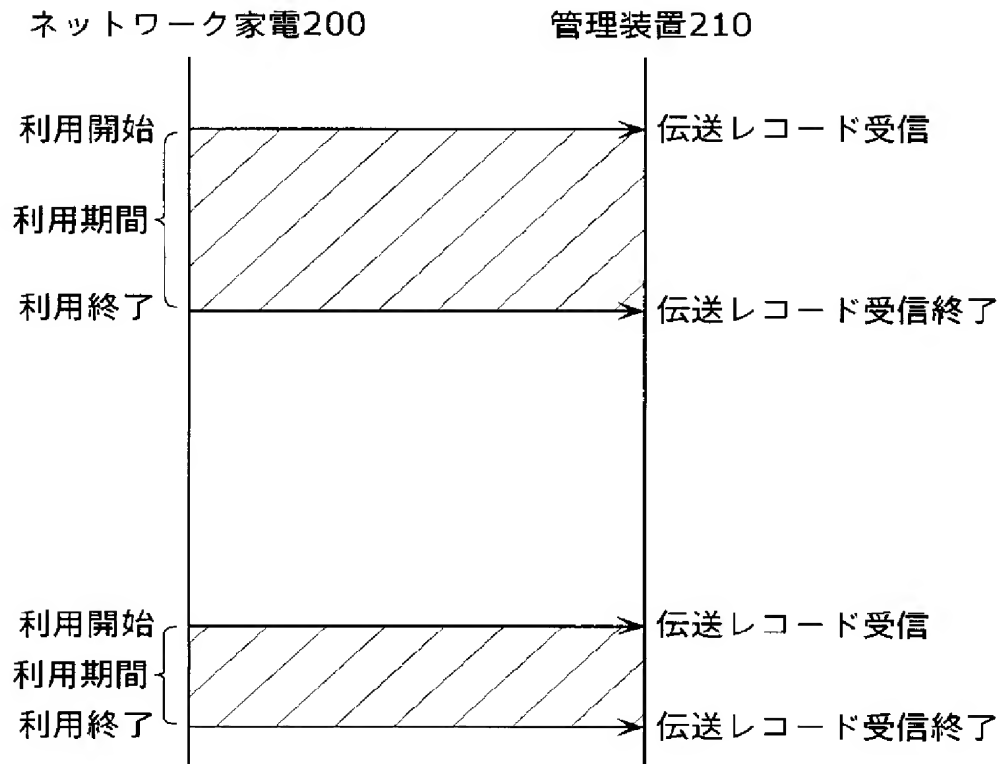 ネットワーク家電200 管理装置210
利用開始 伝送レコード受信
利用期間
利用終了 伝送レコード受信終了
利用開始 伝送レコード受信
利用期間
利用終了 伝送レコード受信終了